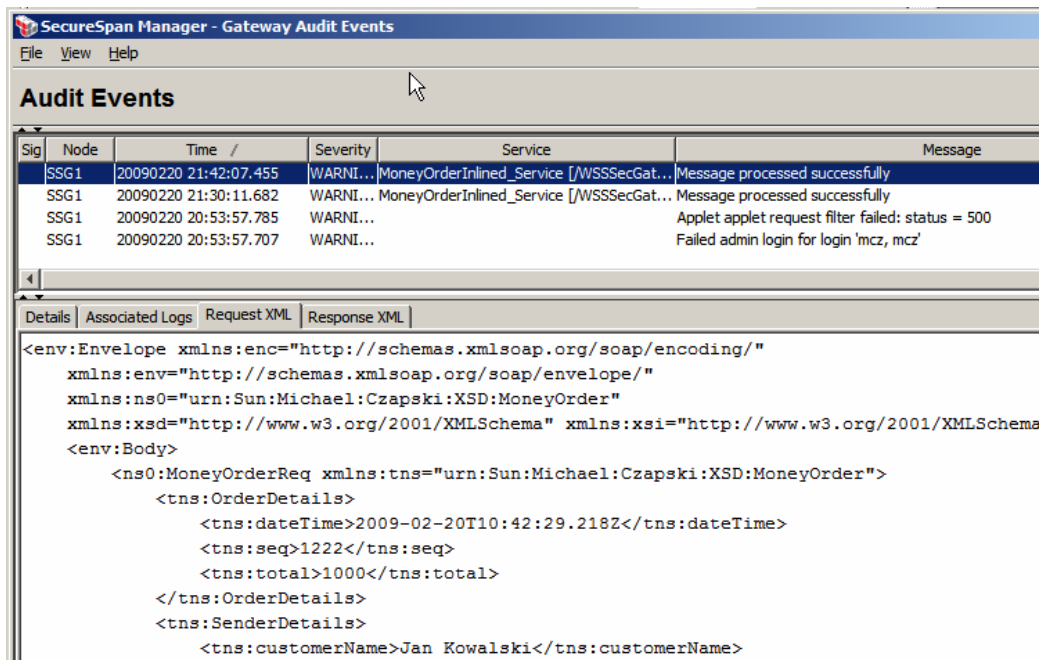 SecureSpan Manager - Gateway Audit Events
File View Help
Audit Events
Sig Node Time / Severity Service Message
SSG1 20090220 21:42:07.455 WARNI... MoneyOrderInlined_Service [/WSSSecGat... Message processed successfully
SSG1 20090220 21:30:11.682 WARNI... MoneyOrderInlined_Service [/WSSSecGat... Message processed successfully
SSG1 20090220 20:53:57.785 WARNI... Applet applet request filter failed: status = 500
SSG1 20090220 20:53:57.707 WARNI... Failed admin login for login 'mcz, mcz'
Details Associated Logs Request XML Response XML
<env:Envelope xmlns:enc="http://schemas.xmlsoap.org/soap/encoding/"
xmlns:env="http://schemas.xmlsoap.org/soap/envelope/"
xmlns:ns0="urn:Sun:Michael:Czapski:XSD:MoneyOrder"
xmlns:xsd="http://www.w3.org/2001/XMLSchema" xmlns:xsi="http://www.w3.org/2001/XMLSchema
<env:Body>
<ns0:MoneyOrderReq xmlns:tns="urn:Sun:Michael:Czapski:XSD:MoneyOrder">
<tns:OrderDetails>
<tns:dateTime>2009-02-20T10:42:29.218Z</tns:dateTime>
<tns:seq>1222</tns:seq>
<tns:total>1000</tns:total>
</tns:OrderDetails>
<tns:SenderDetails>
<tns:customerName>Jan Kowalski</tns:customerName>